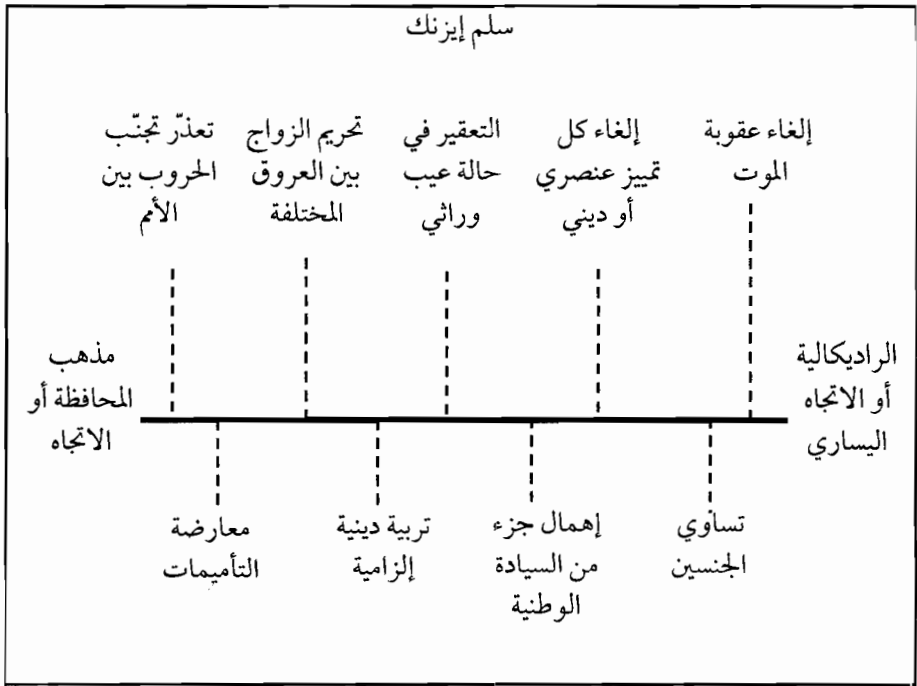 سلم إيزنك
إلغاء عقوبة
الموت
إلغاء كل
تمييز عنصري
أو ديني
التعقير في
حالة عيب
وراثي
تحريم الزواج
بين العروق
المختلفة
تعذّر تجنّب
الحروب بين
الأمم
الراديكالية
أو الاتجاه
اليساري
مذهب
المحافظة أو
الاتجاه
تساوي
الجنسين
إهمال جزء
من السيادة
الوطنية
تربية دينية
إلزامية
معارضة
التأميمات